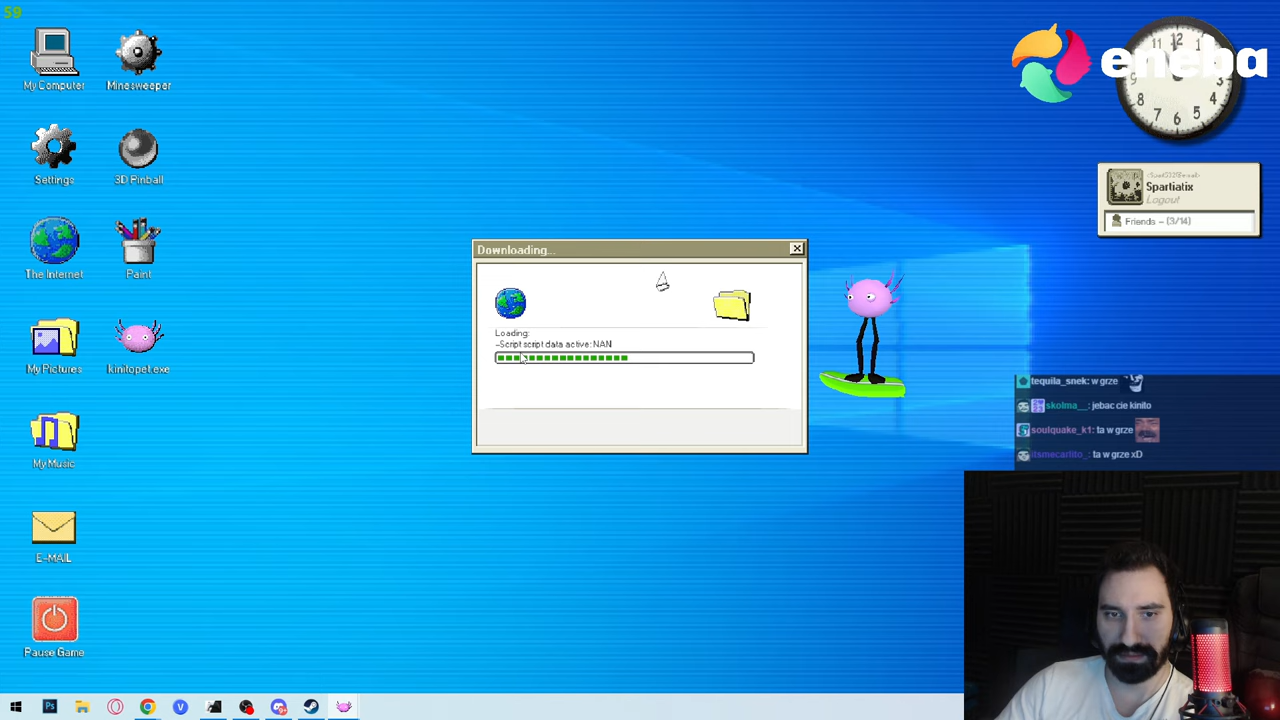 59
eneba
My Computer
Minesweeper
Settings
3D Pinball
The Internet
Paint
My Pictures
kinitopet.exe
My Music
E-MAIL
Pause Game
Downloading...
Loading:
-Script script data active: NAN
Spartiatix
Logout
Friends - (3/14)
tequila_snek: w grze
skolma__: jebac cie kinito
soulquake_k1: ta w grze
itsmecarlito_: ta w grze xD